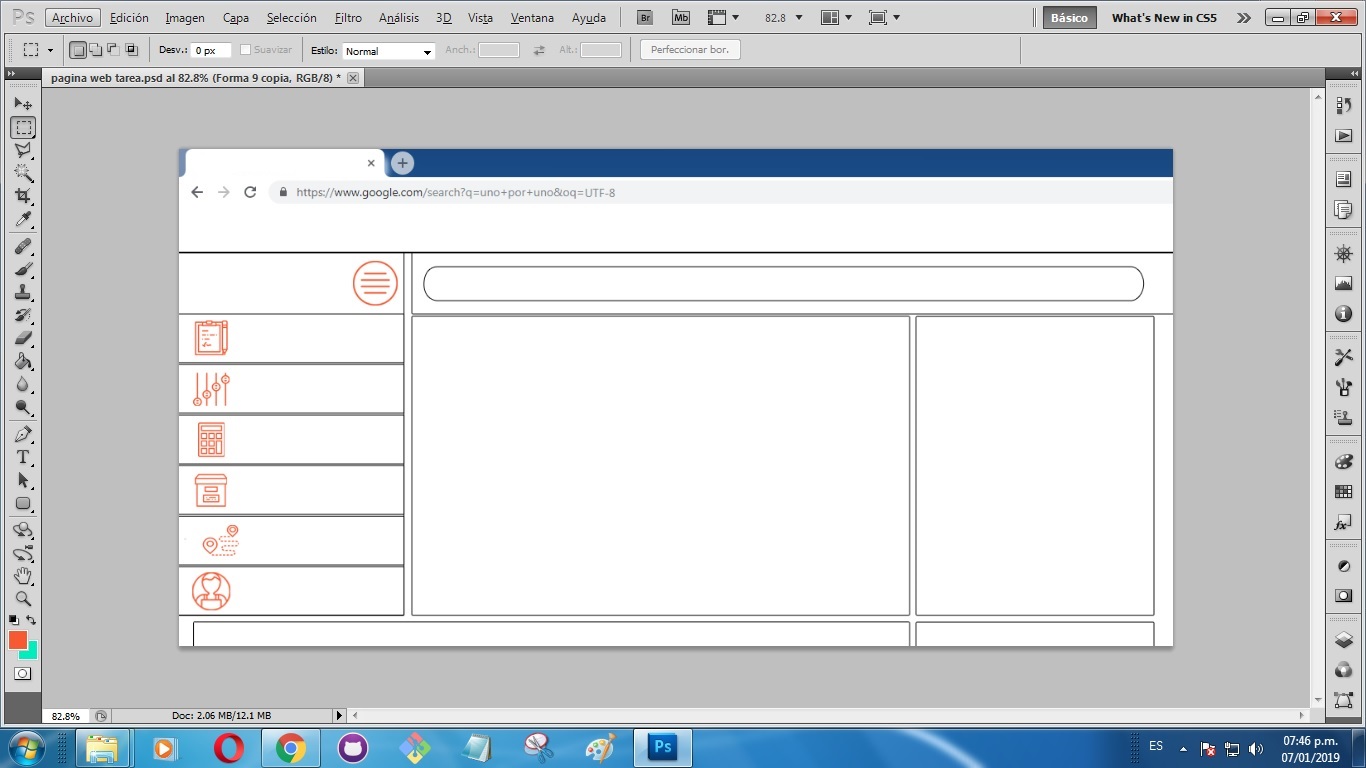 Ps Archivo Edición Imagen Capa Selección Filtro Análisis 3D Vista Ventana Ayuda Br Mb 82.8 Básico What's New in CS5
Desv.: 0 px Suavizar Estilo: Normal Anch.: Alt.: Perfeccionar bor.
pagina web tarea.psd al 82.8% (Forma 9 copia, RGB/8) *
https://www.google.com/search?q=uno+por+uno&oq=UTF-8
82.8% Doc: 2.06 MB/12.1 MB
Ps ES 07:46 p.m.
07/01/2019